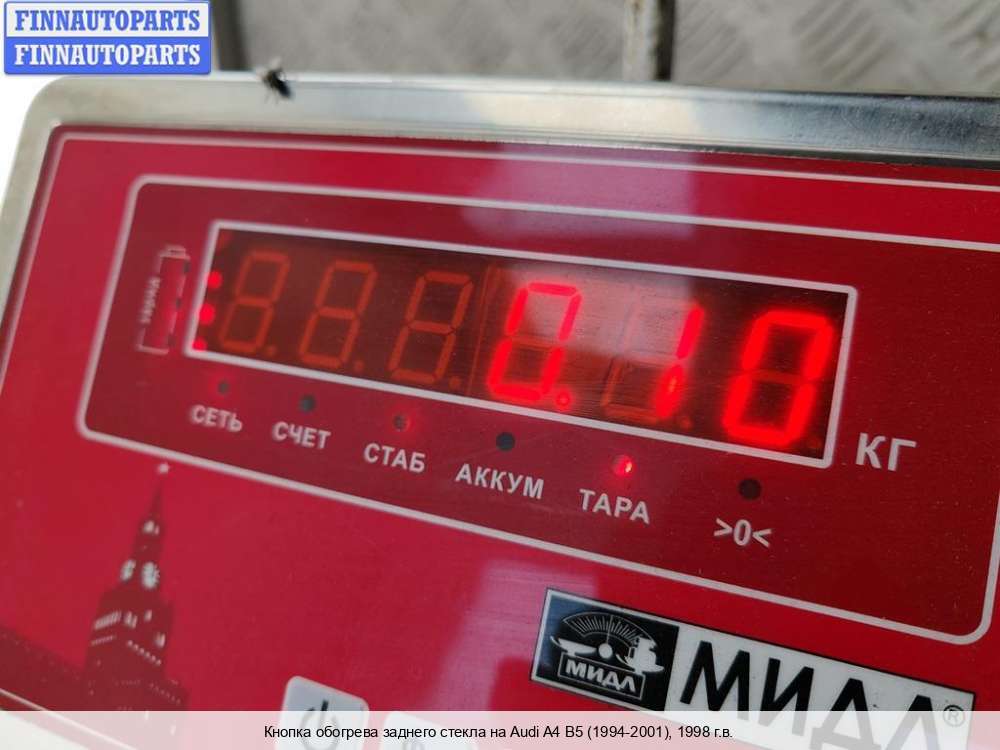 FINNAUTOPARTS
FINNAUTOPARTS
0.10
КГ
СЕТЬ СЧЕТ СТАБ АККУМ ТАРА >0<
МИДЛ МИДЛ®
Кнопка обогрева заднего стекла на Audi A4 B5 (1994-2001), 1998 г.в.